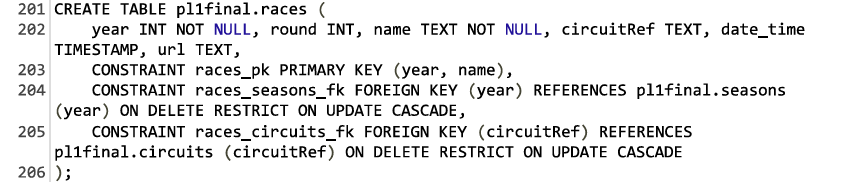 201 CREATE TABLE pl1final.races (
202     year INT NOT NULL, round INT, name TEXT NOT NULL, circuitRef TEXT, date_time
TIMESTAMP, url TEXT,
203     CONSTRAINT races_pk PRIMARY KEY (year, name),
204     CONSTRAINT races_seasons_fk FOREIGN KEY (year) REFERENCES pl1final.seasons
(year) ON DELETE RESTRICT ON UPDATE CASCADE,
205     CONSTRAINT races_circuits_fk FOREIGN KEY (circuitRef) REFERENCES
pl1final.circuits (circuitRef) ON DELETE RESTRICT ON UPDATE CASCADE
206 );